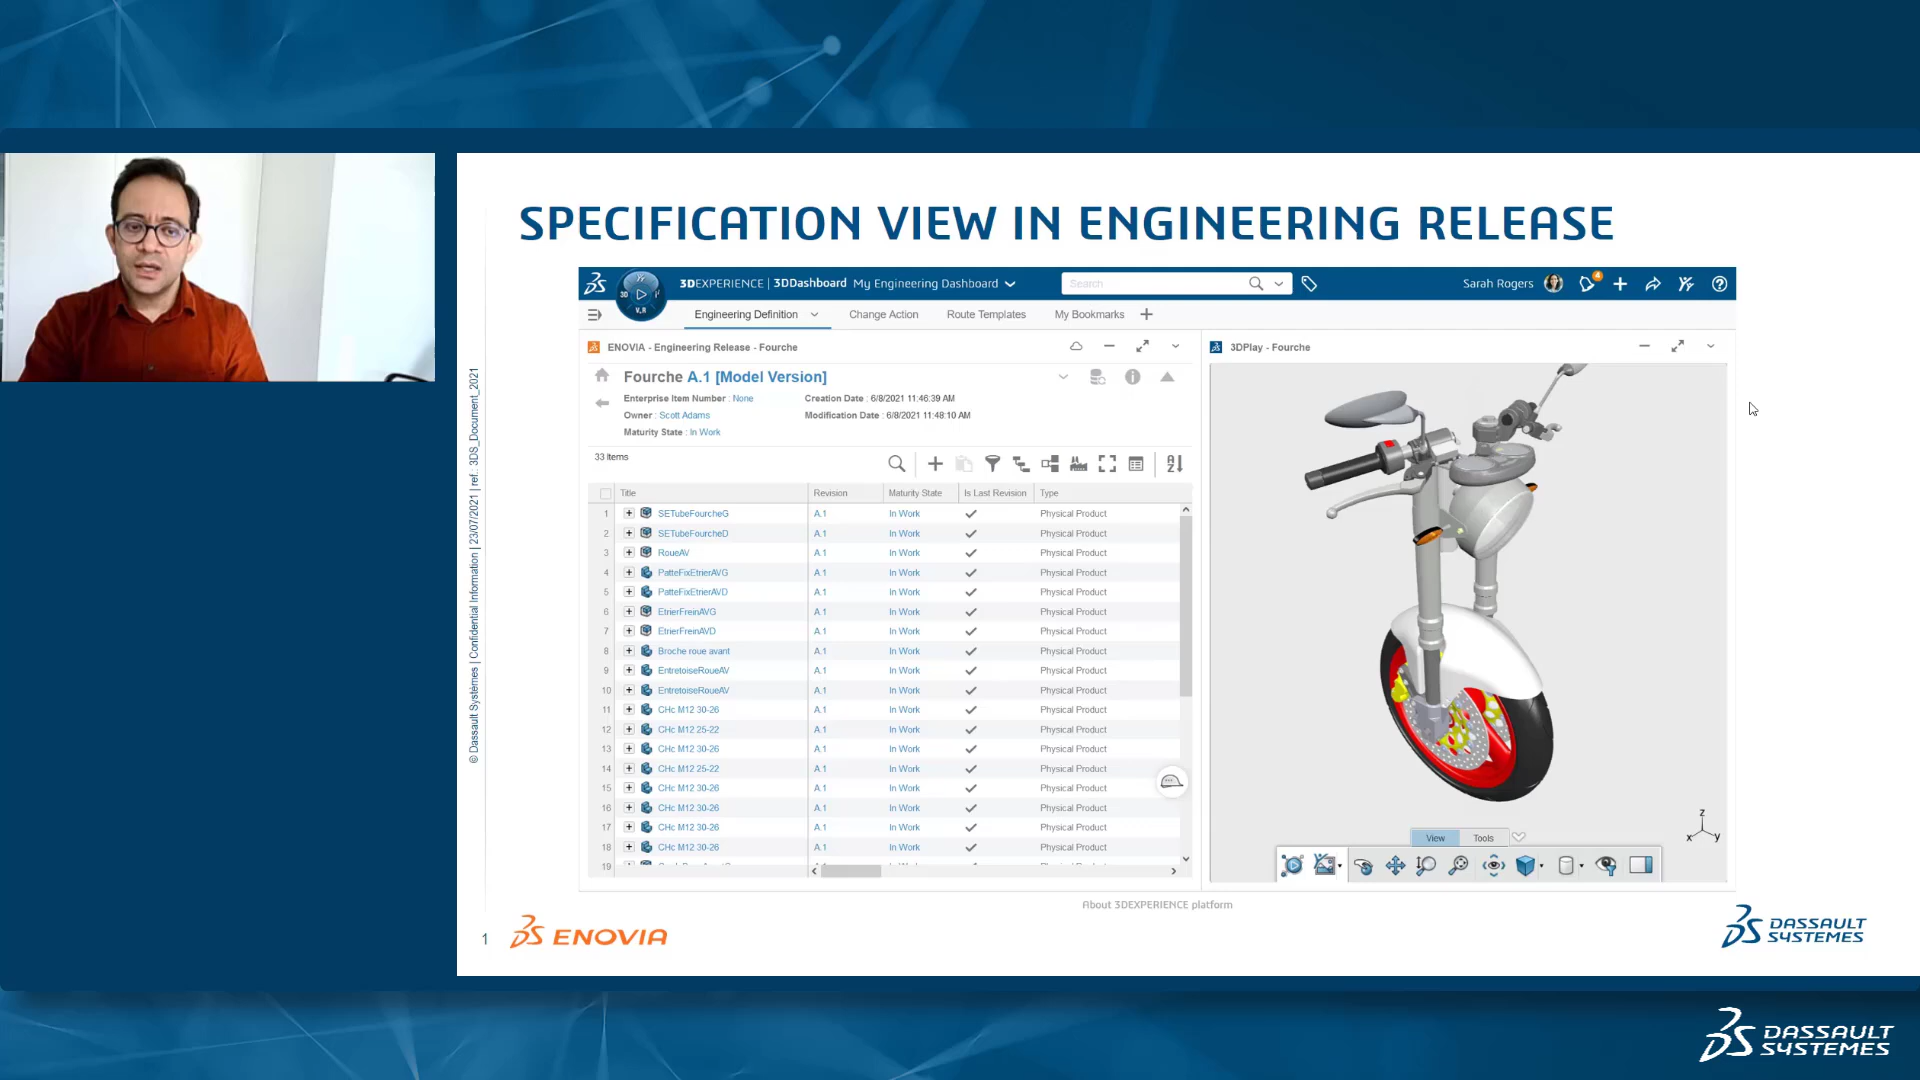 SPECIFICATION VIEW IN ENGINEERING RELEASE
© Dassault Systèmes | Confidential Information | 23/07/2021 | ref.: 3DS_Document_2021
3DEXPERIENCE | 3DDashboard My Engineering Dashboard
Search
Sarah Rogers
4
3D
V.R
Engineering Definition
Change Action
Route Templates
My Bookmarks
ENOVIA - Engineering Release - Fourche
3DPlay - Fourche
Fourche A.1 [Model Version]
Enterprise Item Number : None
Creation Date : 6/8/2021 11:46:39 AM
Owner : Scott Adams
Modification Date : 6/8/2021 11:48:10 AM
Maturity State : In Work
33 Items
Title Revision Maturity State Is Last Revision Type
1 SETubeFourcheG A.1 In Work Physical Product
2 SETubeFourcheD A.1 In Work Physical Product
3 RoueAV A.1 In Work Physical Product
4 PatteFixEtrierAVG A.1 In Work Physical Product
5 PatteFixEtrierAVD A.1 In Work Physical Product
6 EtrierFreinAVG A.1 In Work Physical Product
7 EtrierFreinAVD A.1 In Work Physical Product
8 Broche roue avant A.1 In Work Physical Product
9 EntretoiseRoueAV A.1 In Work Physical Product
10 EntretoiseRoueAV A.1 In Work Physical Product
11 CHc M12 30-26 A.1 In Work Physical Product
12 CHc M12 25-22 A.1 In Work Physical Product
13 CHc M12 30-26 A.1 In Work Physical Product
14 CHc M12 25-22 A.1 In Work Physical Product
15 CHc M12 30-26 A.1 In Work Physical Product
16 CHc M12 30-26 A.1 In Work Physical Product
17 CHc M12 30-26 A.1 In Work Physical Product
18 CHc M12 30-26 A.1 In Work Physical Product
19
View Tools
z
x y
About 3DEXPERIENCE platform
1
ENOVIA
DASSAULT
SYSTEMES
DASSAULT
SYSTEMES